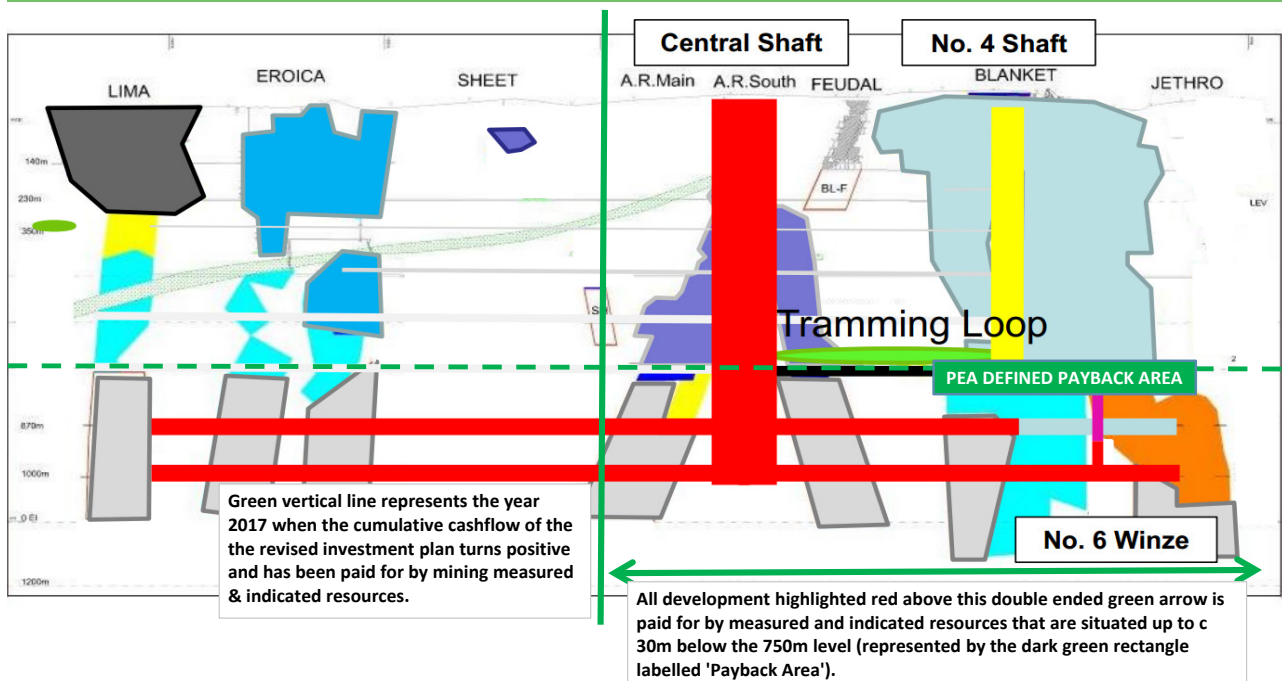 Central Shaft
No. 4 Shaft
LIMA
EROICA
SHEET
A.R.Main
A.R.South
FEUDAL
BLANKET
JETHRO
140m
230m
350m
BL-F
LEV
Tramming Loop
2
PEA DEFINED PAYBACK AREA
870m
1000m
0 El
1200m
No. 6 Winze
Green vertical line represents the year
2017 when the cumulative cashflow of the
the revised investment plan turns positive
and has been paid for by mining measured
& indicated resources.
All development highlighted red above this double ended green arrow is
paid for by measured and indicated resources that are situated up to c
30m below the 750m level (represented by the dark green rectangle
labelled 'Payback Area').